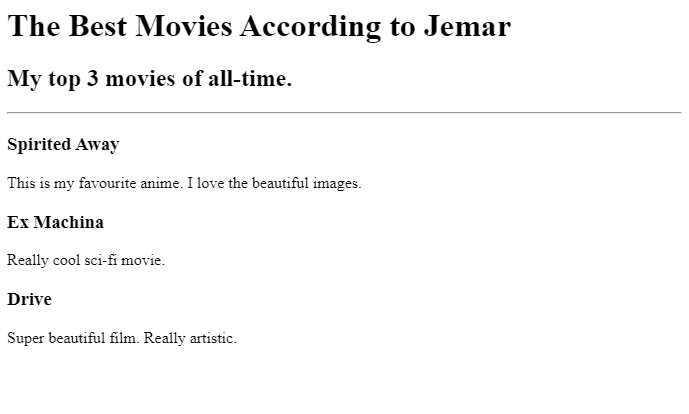 The Best Movies According to Jemar
My top 3 movies of all-time.
Spirited Away
This is my favourite anime. I love the beautiful images.
Ex Machina
Really cool sci-fi movie.
Drive
Super beautiful film. Really artistic.